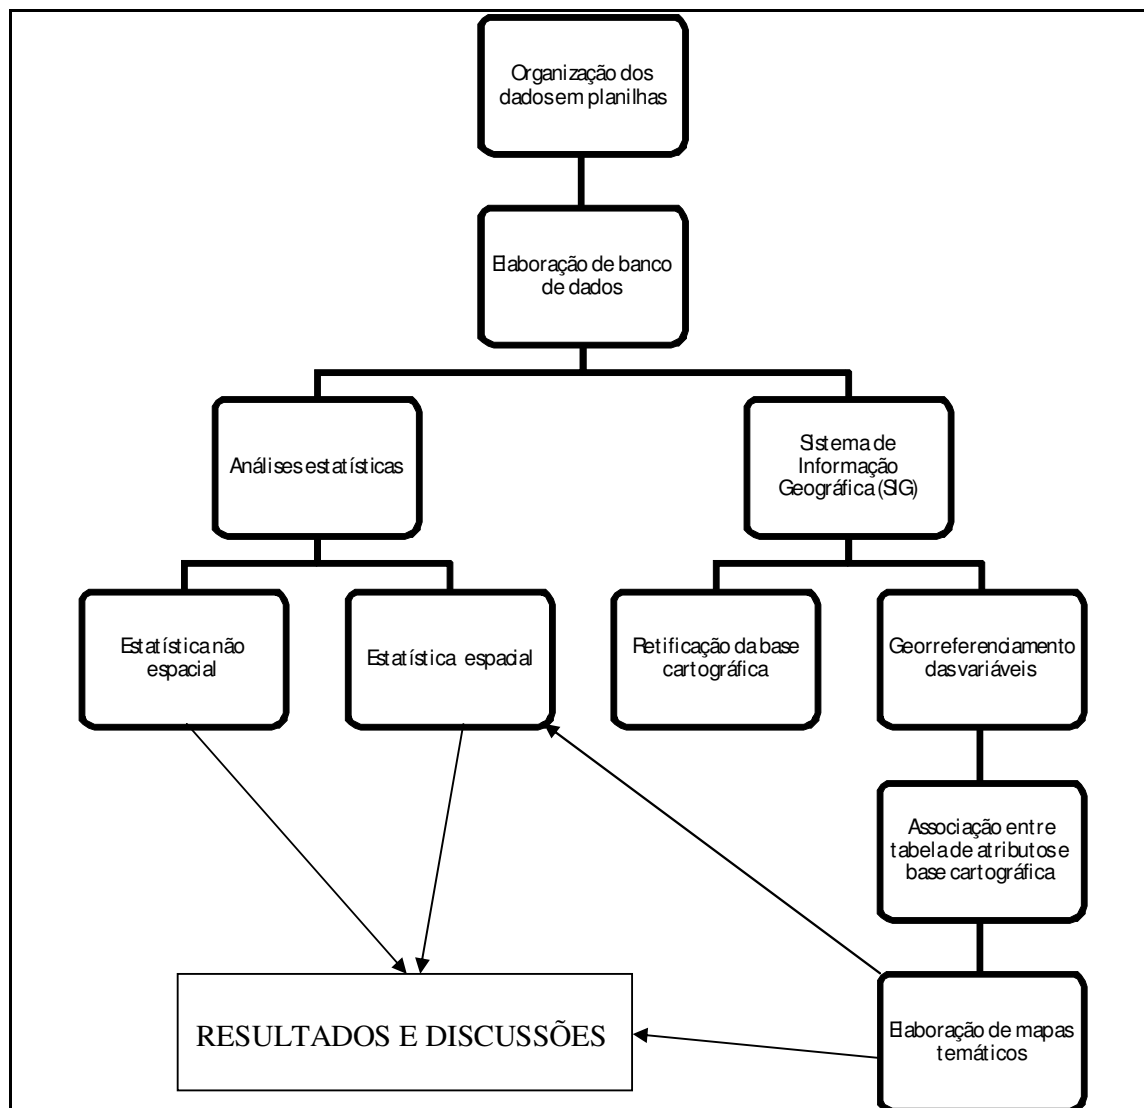 Organização dos
dados em planilhas
Elaboração de banco
de dados
Análises estatísticas
Sistema de
Informação
Geográfica (SIG)
Estatística não
espacial
Estatística espacial
Retificação da base
cartográfica
Georreferenciamento
das variáveis
Associação entre
tabela de atributos e
base cartográfica
RESULTADOS E DISCUSSÕES
Elaboração de mapas
temáticos